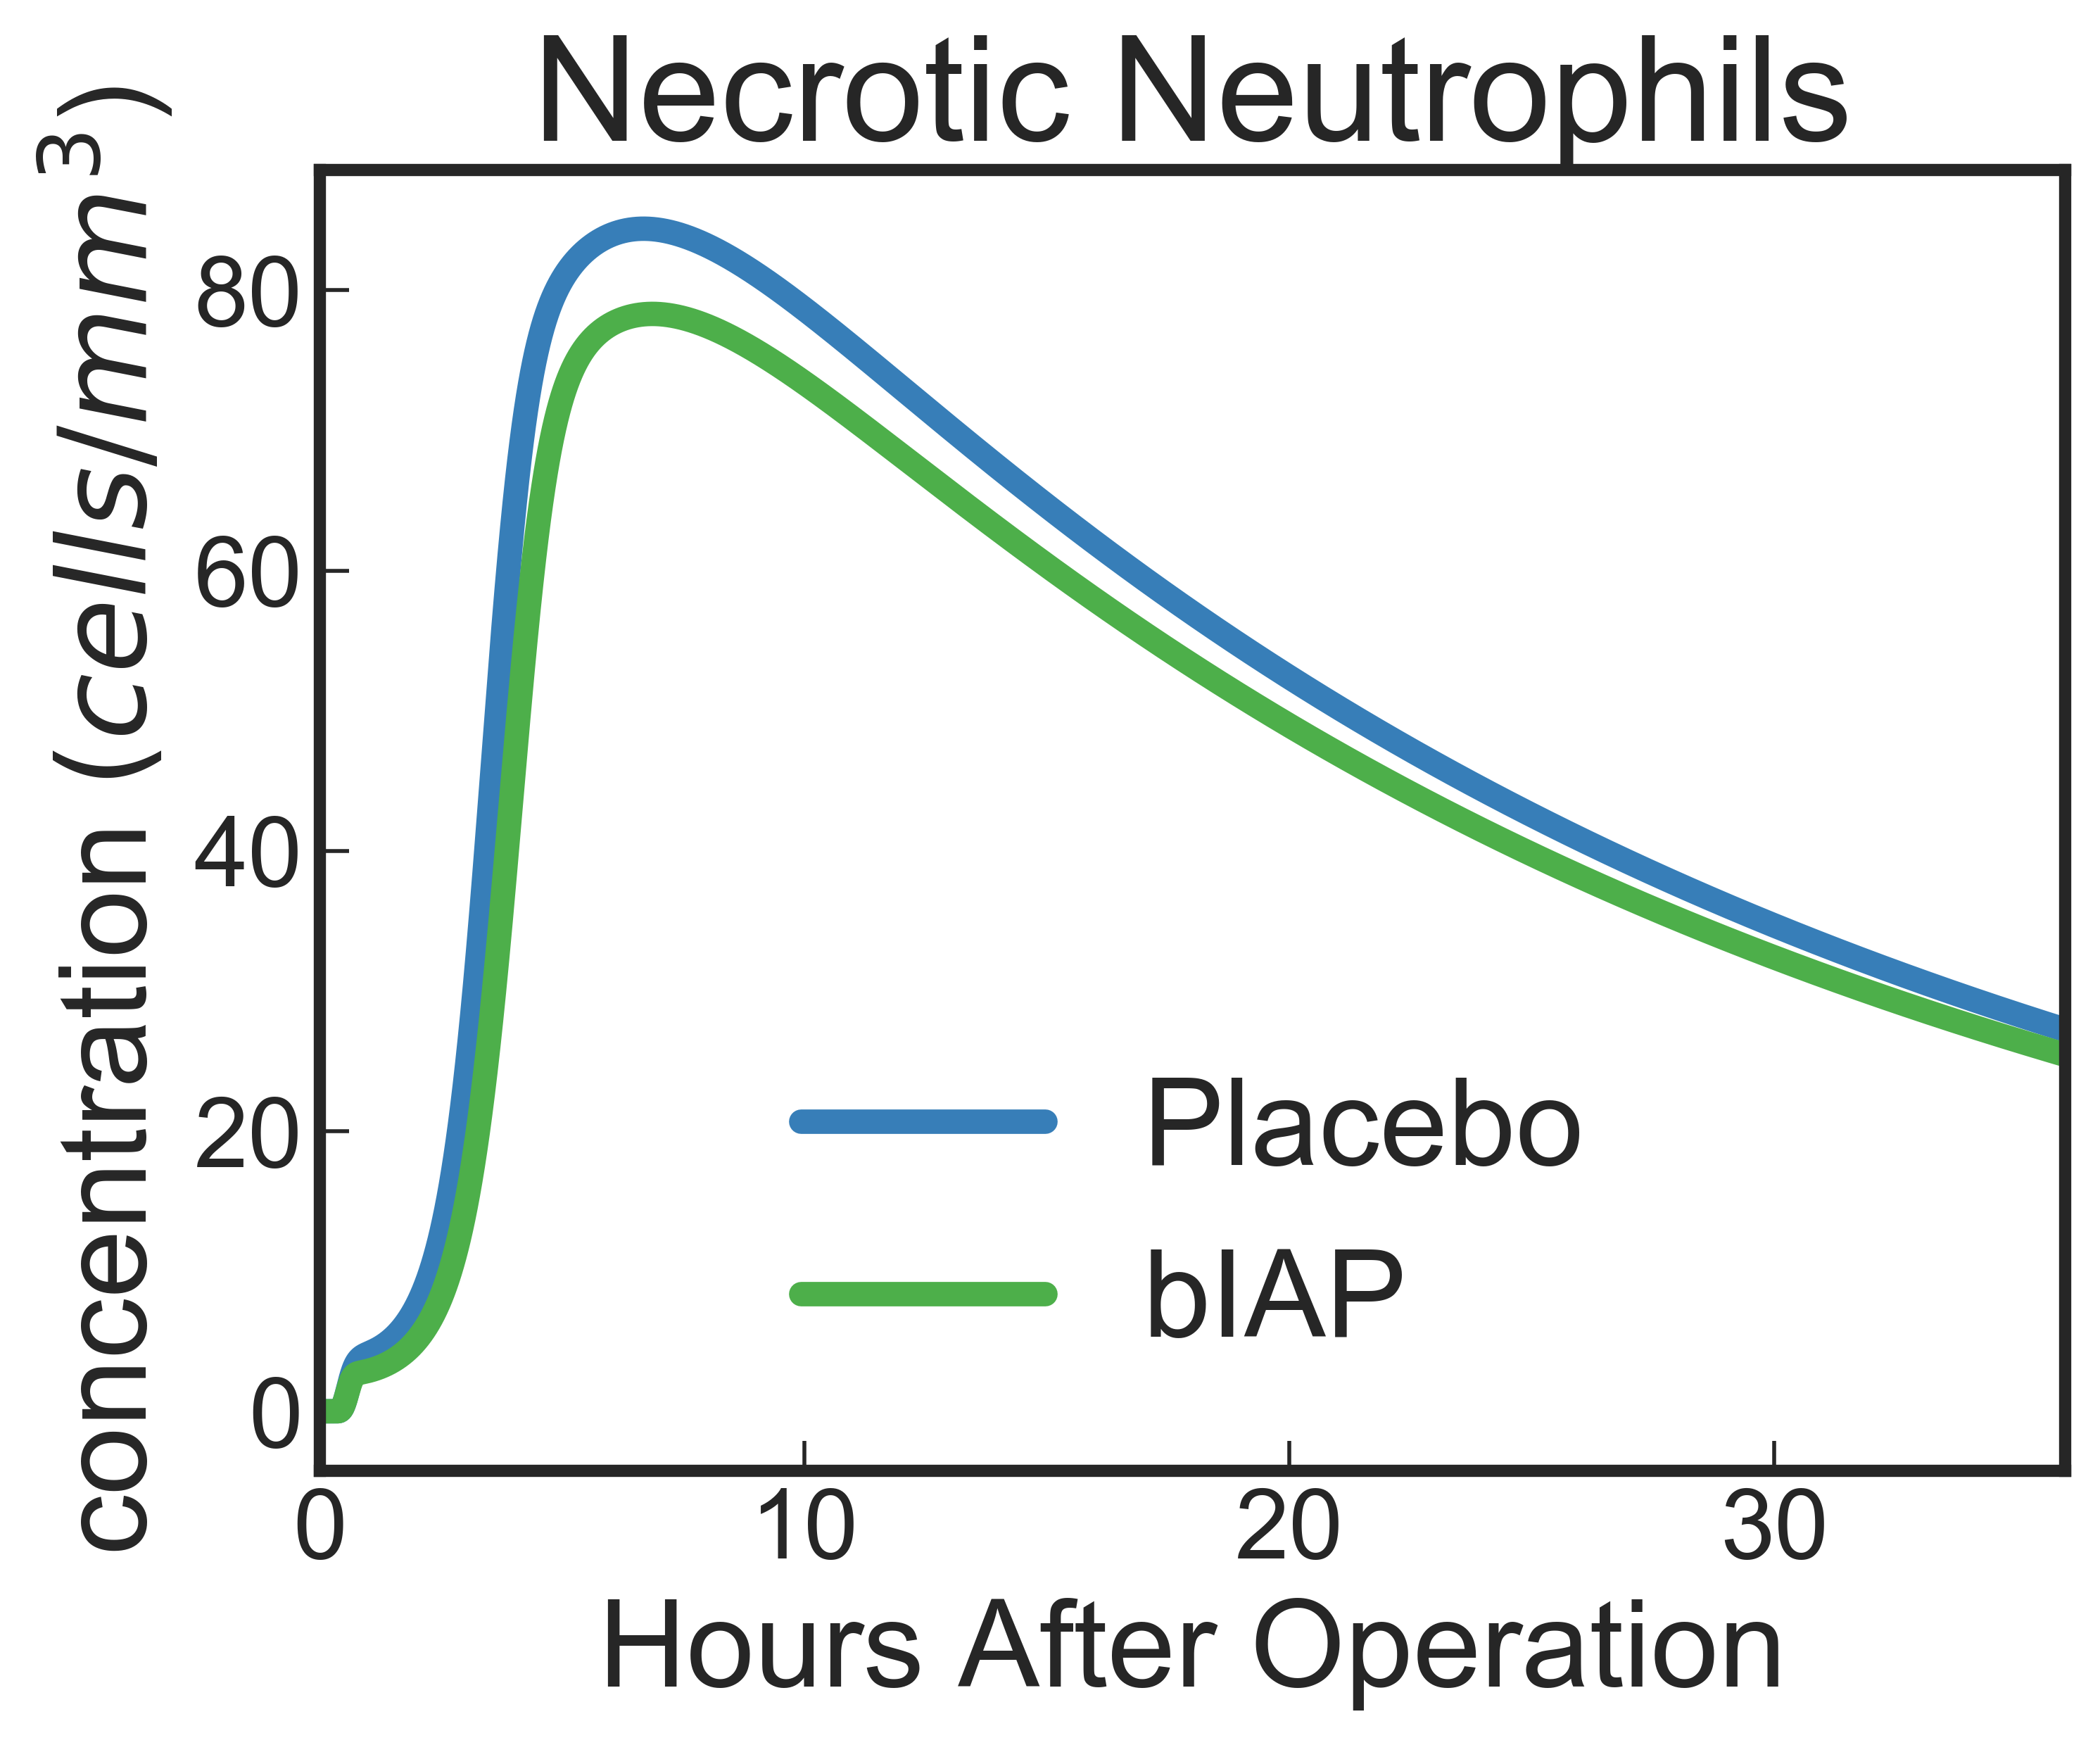 Necrotic Neutrophils
concentration (cells/mm³)
80
60
40
20
0
Placebo
bIAP
0 10 20 30
Hours After Operation